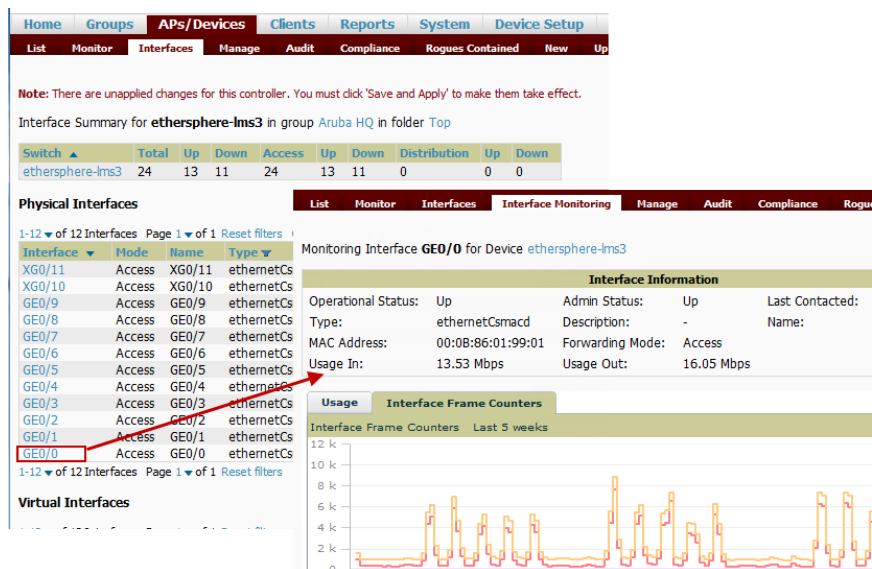 Home Groups APs/Devices Clients Reports System Device Setup
List Monitor Interfaces Manage Audit Compliance Rogues Contained New Up
Note: There are unapplied changes for this controller. You must click 'Save and Apply' to make them take effect.
Interface Summary for ethersphere-lms3 in group Aruba HQ in folder Top
Switch Total Up Down Access Up Down Distribution Up Down
ethersphere-lms3 24 13 11 24 13 11 0 0 0
Physical Interfaces
1-12 of 12 Interfaces Page 1 of 1 Reset filters
Interface Mode Name Type
XG0/11 Access XG0/11 ethernetCs
XG0/10 Access XG0/10 ethernetCs
GE0/9 Access GE0/9 ethernetCs
GE0/8 Access GE0/8 ethernetCs
GE0/7 Access GE0/7 ethernetCs
GE0/6 Access GE0/6 ethernetCs
GE0/5 Access GE0/5 ethernetCs
GE0/4 Access GE0/4 ethernetCs
GE0/3 Access GE0/3 ethernetCs
GE0/2 Access GE0/2 ethernetCs
GE0/1 Access GE0/1 ethernetCs
GE0/0 Access GE0/0 ethernetCs
1-12 of 12 Interfaces Page 1 of 1 Reset filters
Virtual Interfaces
List Monitor Interfaces Interface Monitoring Manage Audit Compliance Rogu
Monitoring Interface GE0/0 for Device ethersphere-lms3
Interface Information
Operational Status: Up Admin Status: Up Last Contacted:
Type: ethernetCsmacd Description: - Name:
MAC Address: 00:0B:86:01:99:01 Forwarding Mode: Access
Usage In: 13.53 Mbps Usage Out: 16.05 Mbps
Usage Interface Frame Counters
Interface Frame Counters Last 5 weeks
12 k
10 k
8 k
6 k
4 k
2 k